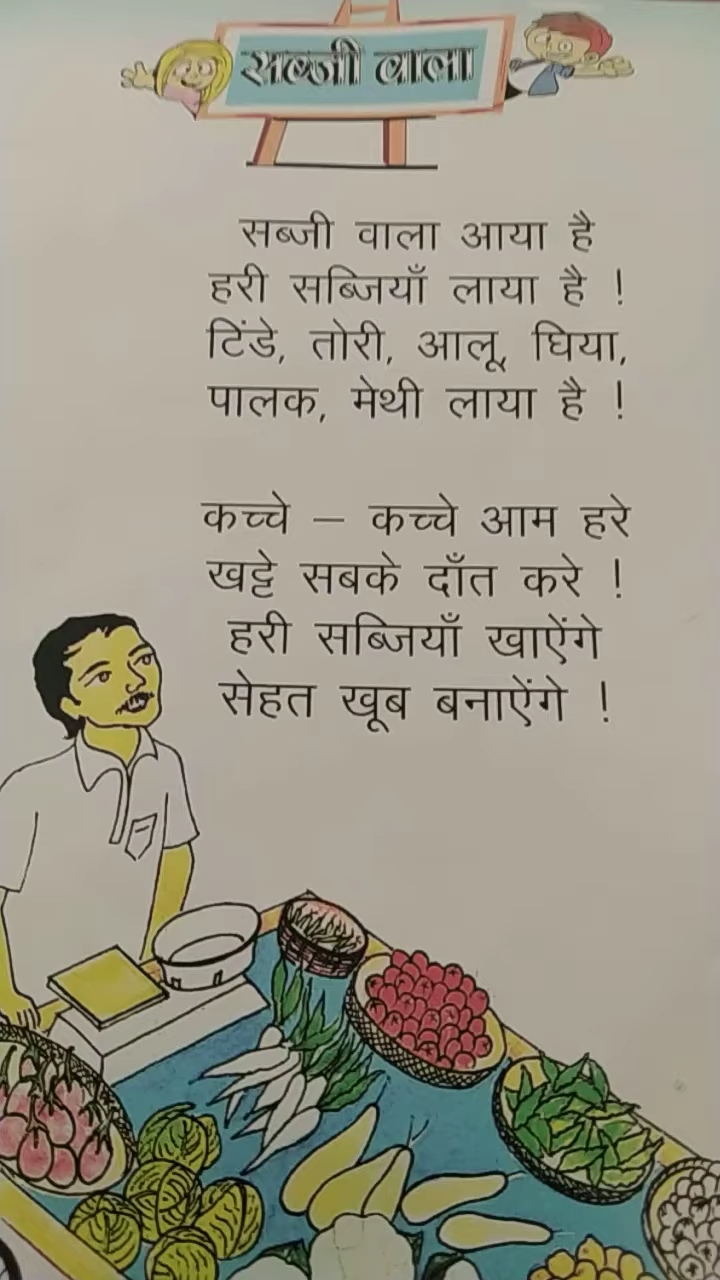 सब्जी वाला
सब्जी वाला आया है
हरी सब्जियाँ लाया है !
टिंडे, तोरी, आलू, घिया,
पालक, मेथी लाया है !
कच्चे – कच्चे आम हरे
खट्टे सबके दाँत करे !
हरी सब्जियाँ खाऐंगे
सेहत खूब बनाऐंगे !